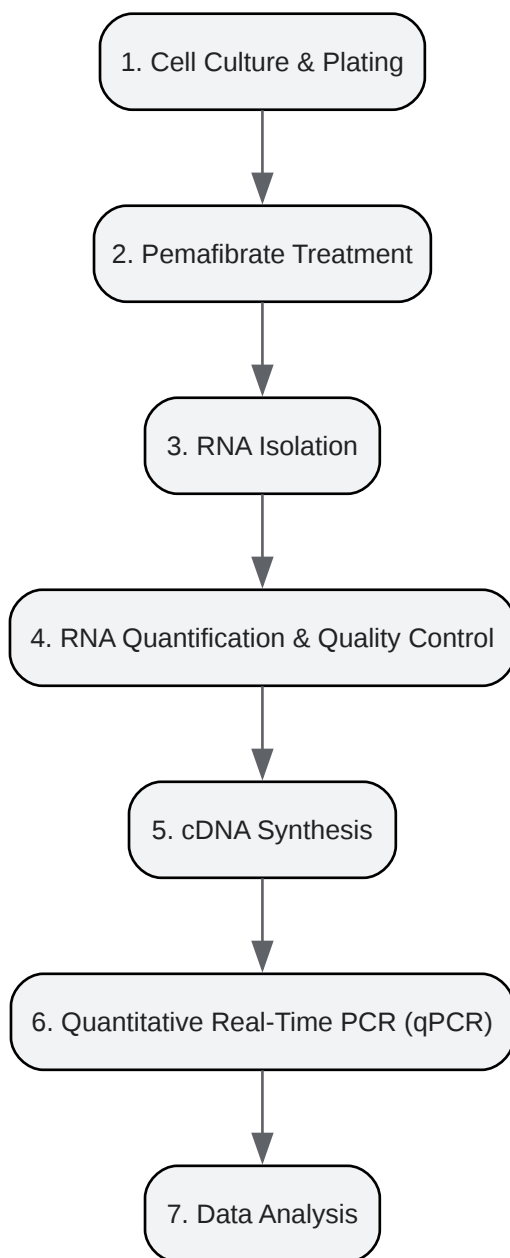 1. Cell Culture & Plating
2. Pemafibrate Treatment
3. RNA Isolation
4. RNA Quantification & Quality Control
5. cDNA Synthesis
6. Quantitative Real-Time PCR (qPCR)
7. Data Analysis